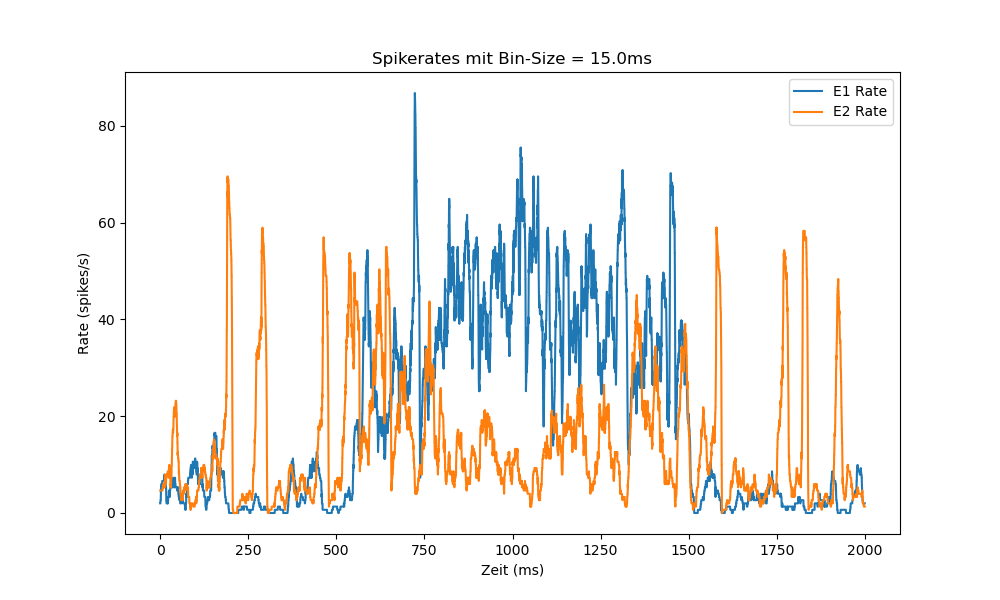 Spikerates mit Bin-Size = 15.0ms
E1 Rate
E2 Rate
80
60
40
20
0
Rate (spikes/s)
0 250 500 750 1000 1250 1500 1750 2000
Zeit (ms)